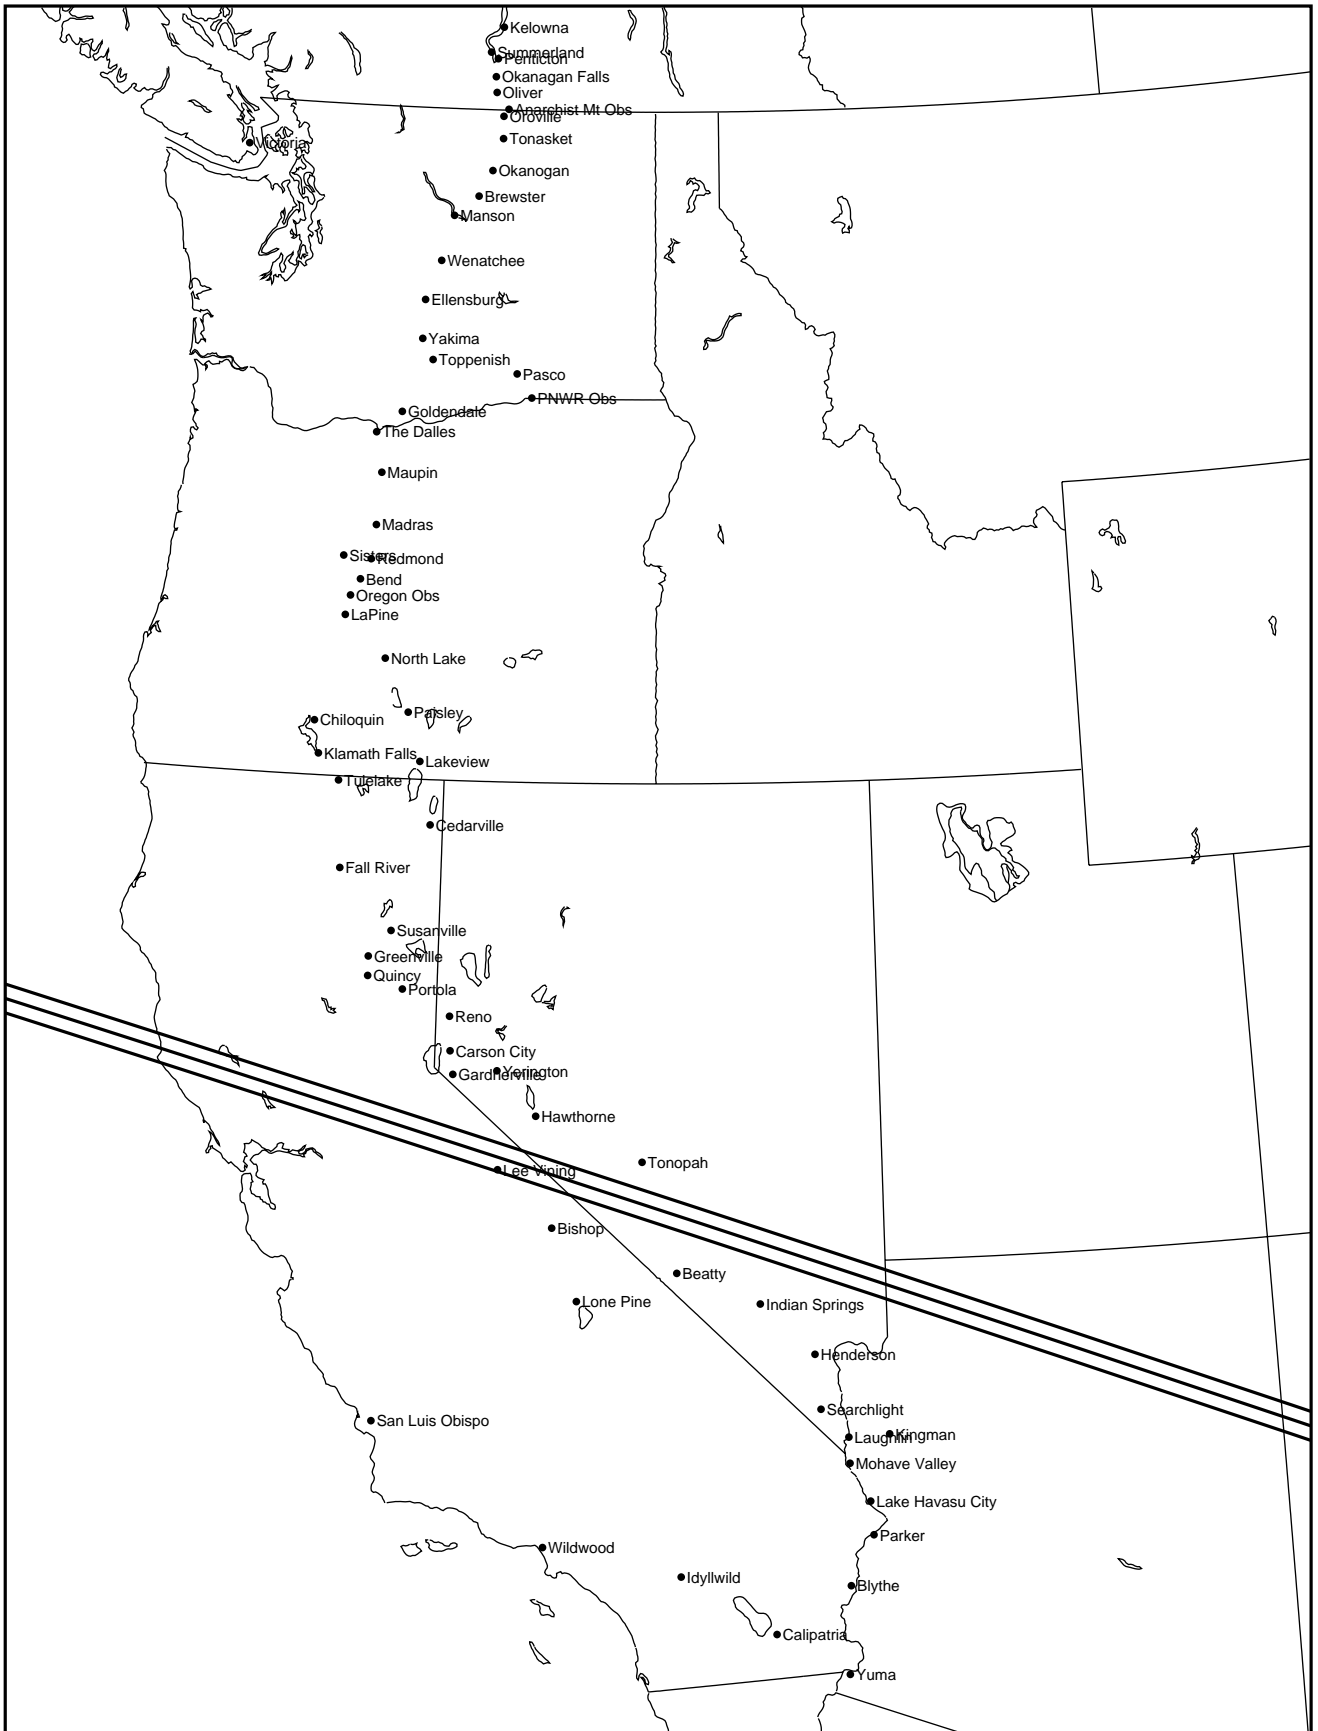 Kelowna
Summerland
Penticton
Okanagan Falls
Oliver
Anarchist Mt Obs
Oroville
Tonasket
Victoria
Okanogan
Brewster
Manson
Wenatchee
Ellensburg
Yakima
Toppenish
Pasco
PNWR Obs
Goldendale
The Dalles
Maupin
Madras
Sisters
Redmond
Bend
Oregon Obs
LaPine
North Lake
Paisley
Chiloquin
Klamath Falls
Lakeview
Tulelake
Cedarville
Fall River
Susanville
Greenville
Quincy
Portola
Reno
Carson City
Yerington
Gardnerville
Hawthorne
Tonopah
Lee Vining
Bishop
Beatty
Lone Pine
Indian Springs
Henderson
Searchlight
San Luis Obispo
Kingman
Laughlin
Mohave Valley
Lake Havasu City
Parker
Wildwood
Idyllwild
Blythe
Calipatria
Yuma